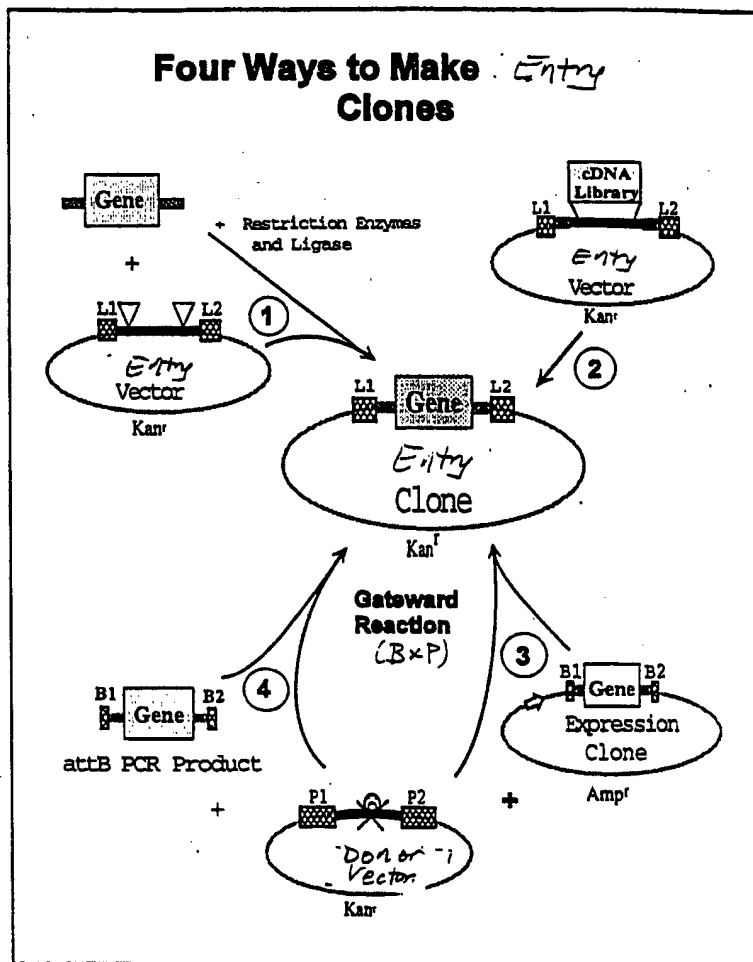 Four Ways to Make Entry
Clones
Gene
+ Restriction Enzymes
and Ligase
+
L1 L2
Entry
Vector
Kanʳ
1
cDNA
Library
L1 L2
Entry
Vector
Kanʳ
2
L1 Gene L2
Entry
Clone
Kanʳ
Gateward
Reaction
(B×P)
4
3
B1 Gene B2
attB PCR Product
+
B1 Gene B2
Expression
Clone
Ampʳ
+
P1 P2
Donor
Vector
Kanʳ